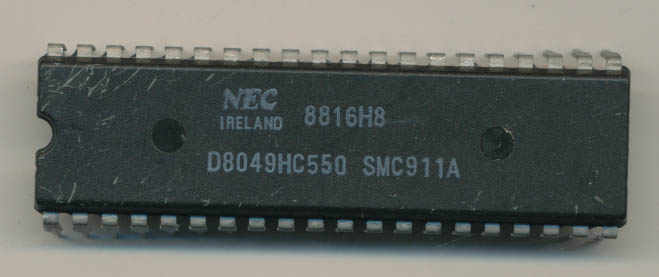 NEC
IRELAND 8816H8
D8049HC550 SMC911A